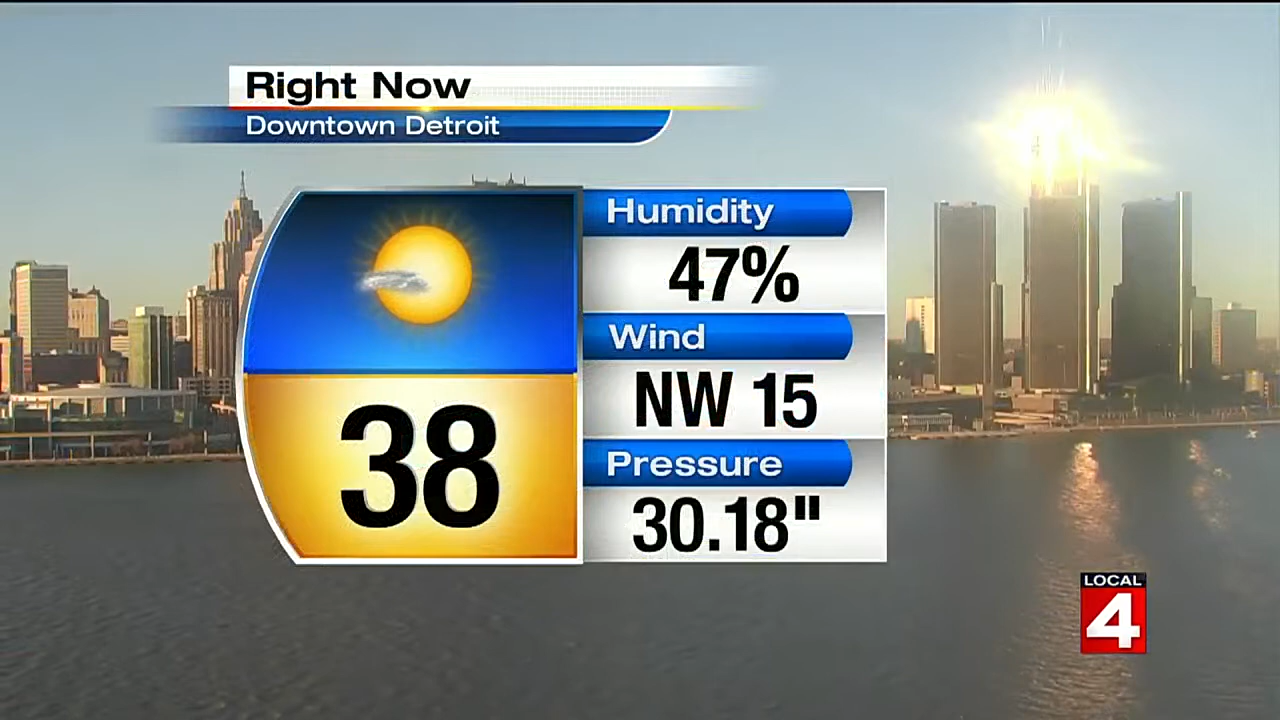 Right Now
Downtown Detroit
Humidity
47%
Wind
NW 15
38
Pressure
30.18"
LOCAL
4